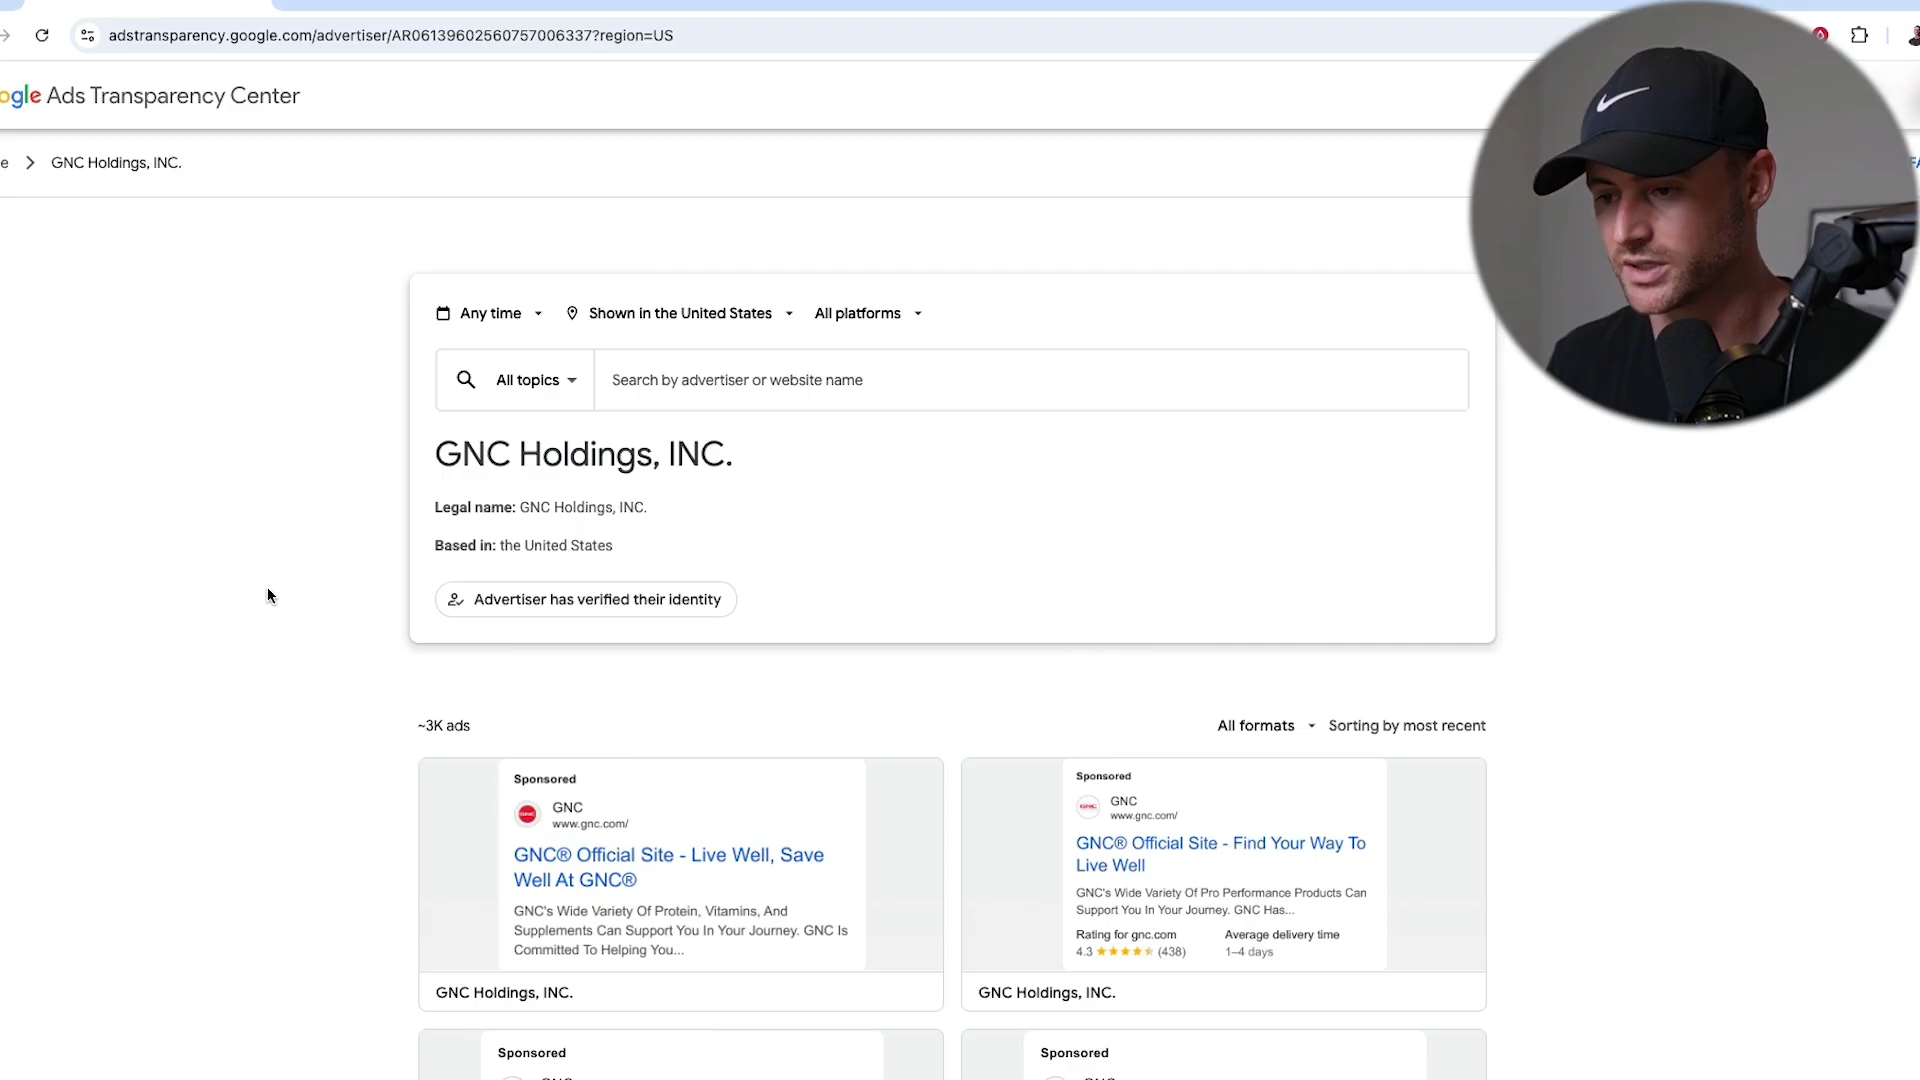 adstransparency.google.com/advertiser/AR06139602560757006337?region=US
ogle Ads Transparency Center
e > GNC Holdings, INC.
Any time Shown in the United States All platforms
All topics Search by advertiser or website name
GNC Holdings, INC.
Legal name: GNC Holdings, INC.
Based in: the United States
Advertiser has verified their identity
~3K ads All formats Sorting by most recent
Sponsored
GNC
www.gnc.com/
GNC® Official Site - Live Well, Save
Well At GNC®
GNC's Wide Variety Of Protein, Vitamins, And
Supplements Can Support You In Your Journey. GNC Is
Committed To Helping You...
GNC Holdings, INC.
Sponsored
GNC
www.gnc.com/
GNC® Official Site - Find Your Way To
Live Well
GNC's Wide Variety Of Pro Performance Products Can
Support You In Your Journey. GNC Has...
Rating for gnc.com Average delivery time
4.3 ★★★★★ (438) 1–4 days
GNC Holdings, INC.
Sponsored
Sponsored